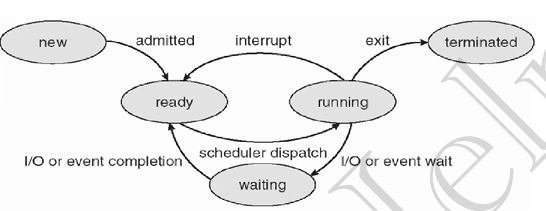 new
admitted
interrupt
exit
terminated
ready
running
I/O or event completion
scheduler dispatch
I/O or event wait
waiting